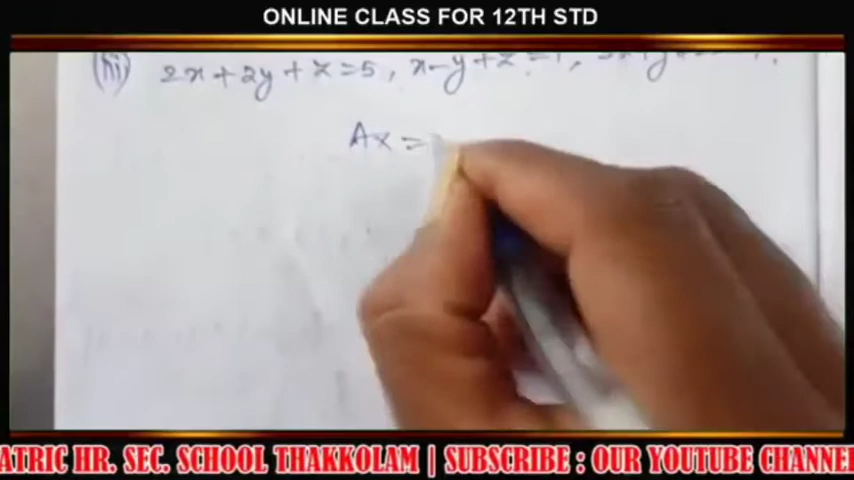 ONLINE CLASS FOR 12TH STD
(iii) 2x + 2y + z = 5, x - y + z = 1,
Ax =
ATRIC HR. SEC. SCHOOL THAKKOLAM | SUBSCRIBE : OUR YOUTUBE CHANNE